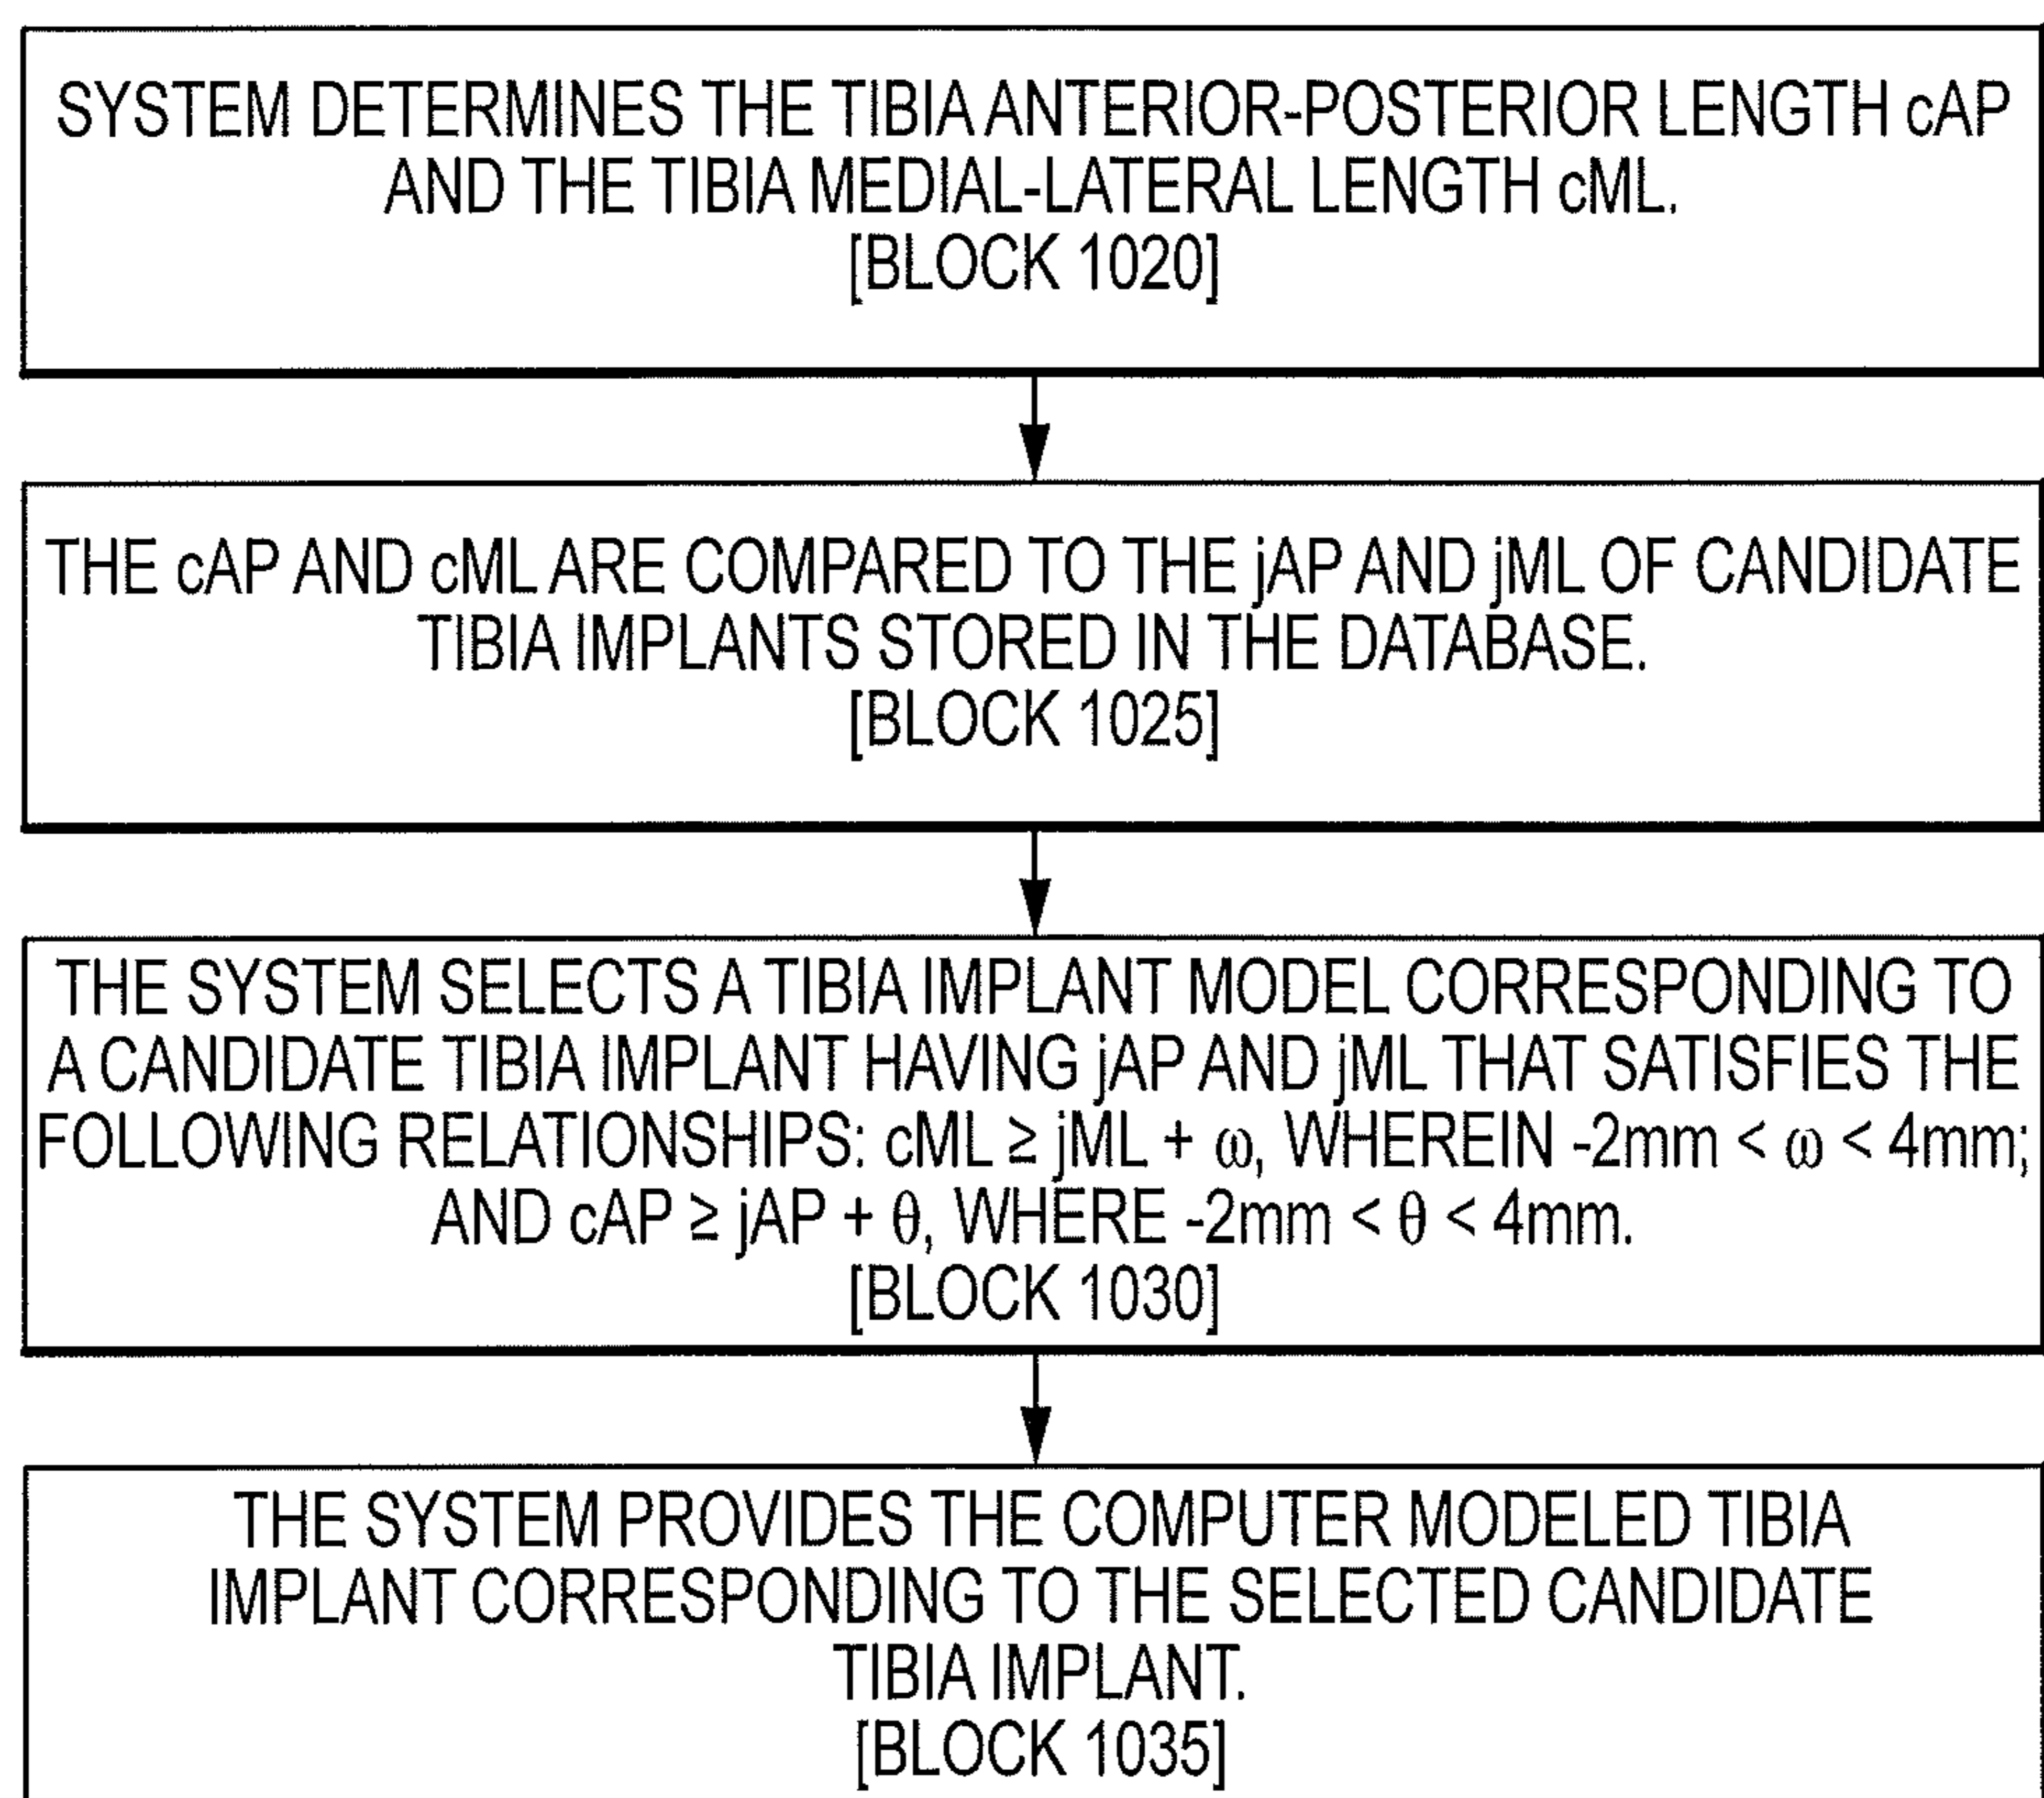 SYSTEM DETERMINES THE TIBIA ANTERIOR-POSTERIOR LENGTH cAP
AND THE TIBIA MEDIAL-LATERAL LENGTH cML.
[BLOCK 1020]
THE cAP AND cML ARE COMPARED TO THE jAP AND jML OF CANDIDATE
TIBIA IMPLANTS STORED IN THE DATABASE.
[BLOCK 1025]
THE SYSTEM SELECTS A TIBIA IMPLANT MODEL CORRESPONDING TO
A CANDIDATE TIBIA IMPLANT HAVING jAP AND jML THAT SATISFIES THE
FOLLOWING RELATIONSHIPS: cML ≥ jML + ω, WHEREIN -2mm < ω < 4mm;
AND cAP ≥ jAP + θ, WHERE -2mm < θ < 4mm.
[BLOCK 1030]
THE SYSTEM PROVIDES THE COMPUTER MODELED TIBIA
IMPLANT CORRESPONDING TO THE SELECTED CANDIDATE
TIBIA IMPLANT.
[BLOCK 1035]